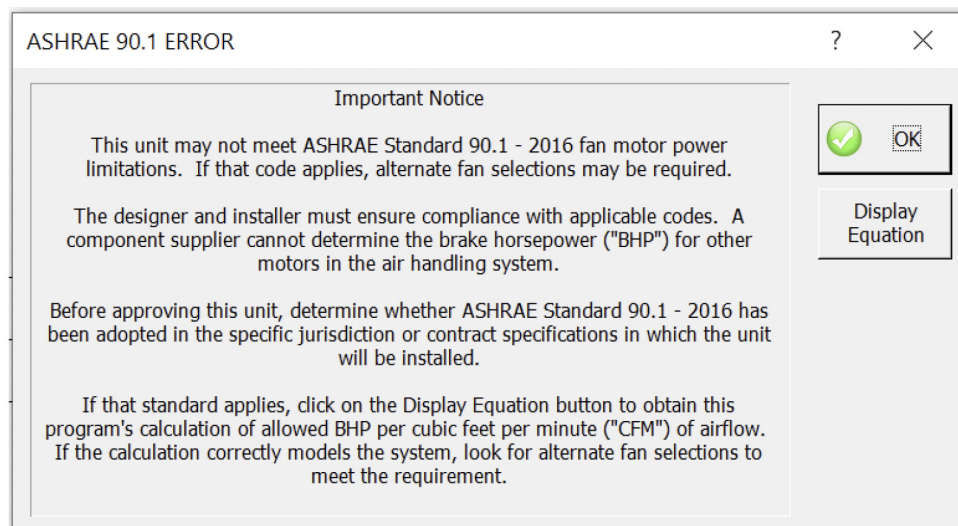 ASHRAE 90.1 ERROR
?
Important Notice
This unit may not meet ASHRAE Standard 90.1 - 2016 fan motor power
limitations.  If that code applies, alternate fan selections may be required.
The designer and installer must ensure compliance with applicable codes.  A
component supplier cannot determine the brake horsepower ("BHP") for other
motors in the air handling system.
Before approving this unit, determine whether ASHRAE Standard 90.1 - 2016 has
been adopted in the specific jurisdiction or contract specifications in which the unit
will be installed.
If that standard applies, click on the Display Equation button to obtain this
program's calculation of allowed BHP per cubic feet per minute ("CFM") of airflow.
If the calculation correctly models the system, look for alternate fan selections to
meet the requirement.
OK
Display
Equation